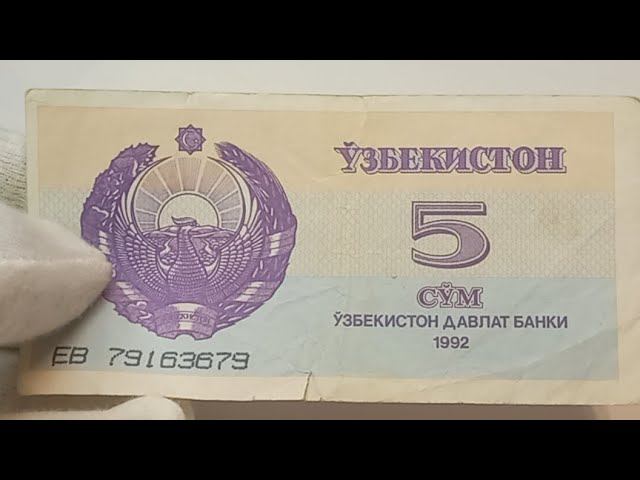 ЎЗБЕКИСТОН
5
СЎМ
ЎЗБЕКИСТОН ДАВЛАТ БАНКИ
1992
ЕВ 79163679